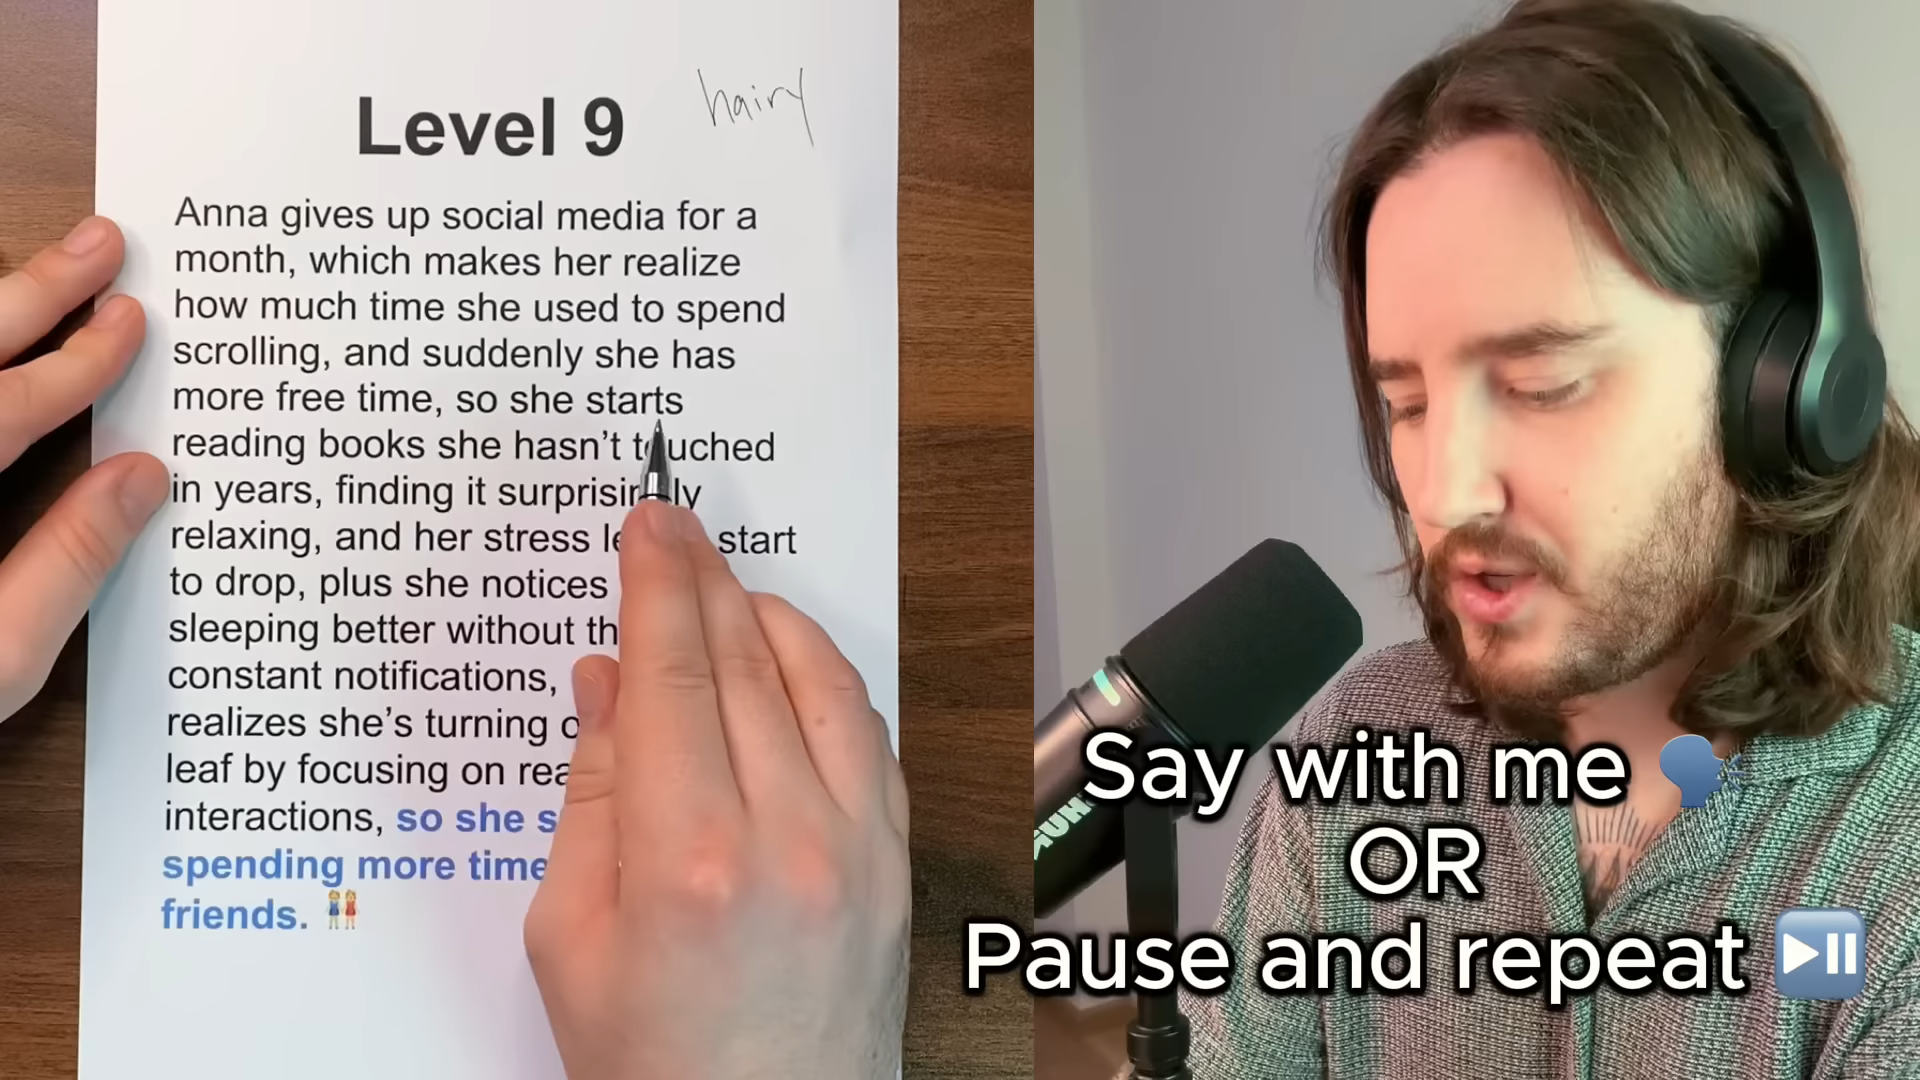 Level 9
hairy
Anna gives up social media for a
month, which makes her realize
how much time she used to spend
scrolling, and suddenly she has
more free time, so she starts
reading books she hasn’t touched
in years, finding it surprisingly
relaxing, and her stress start
to drop, plus she notices
sleeping better without
constant notifications,
realizes she’s turning
leaf by focusing on
interactions, so she
spending more time
friends.
Say with me
OR
Pause and repeat